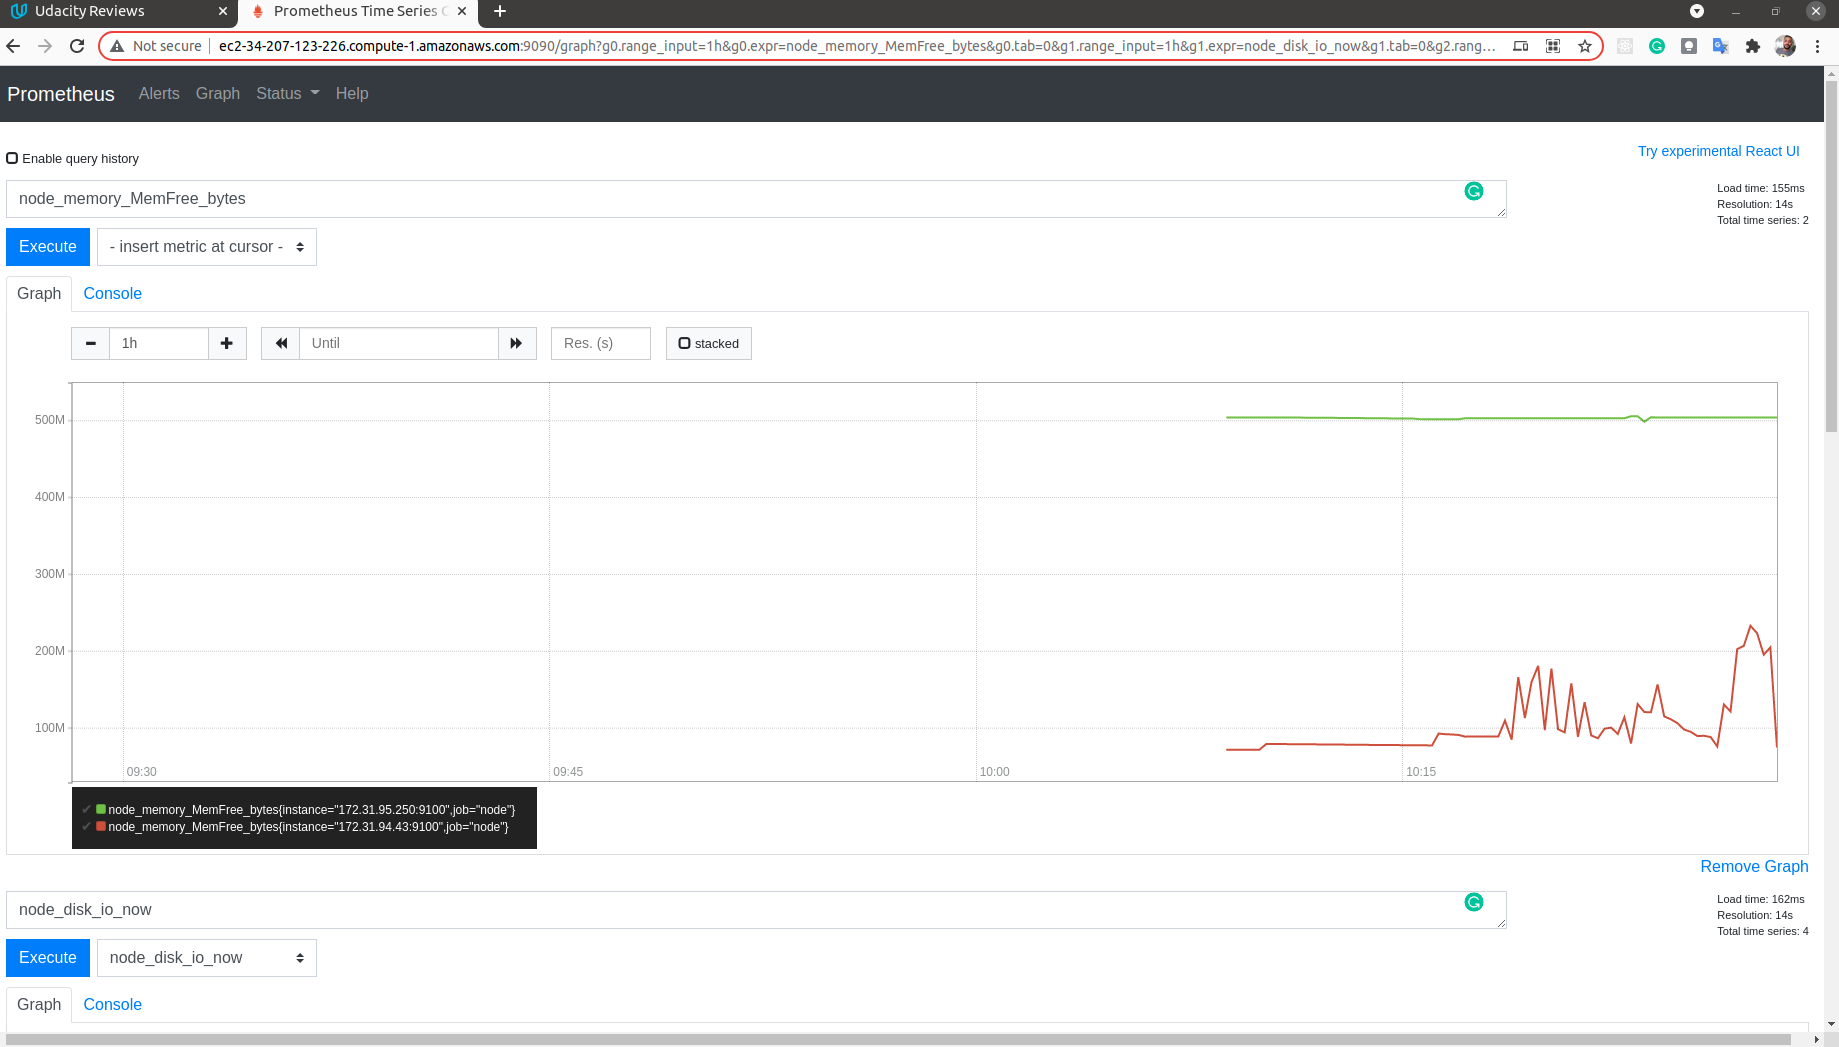 Udacity Reviews
Prometheus Time Series C
Not secure
ec2-34-207-123-226.compute-1.amazonaws.com:9090/graph?g0.range_input=1h&g0.expr=node_memory_MemFree_bytes&g0.tab=0&g1.range_input=1h&g1.expr=node_disk_io_now&g1.tab=0&g2.rang...
Prometheus Alerts Graph Status Help
Enable query history
Try experimental React UI
node_memory_MemFree_bytes
Load time: 155ms
Resolution: 14s
Total time series: 2
Execute
- insert metric at cursor -
Graph
Console
1h
Until
Res. (s)
stacked
500M
400M
300M
200M
100M
09:30
09:45
10:00
10:15
node_memory_MemFree_bytes{instance="172.31.95.250:9100",job="node"}
node_memory_MemFree_bytes{instance="172.31.94.43:9100",job="node"}
Remove Graph
node_disk_io_now
Load time: 162ms
Resolution: 14s
Total time series: 4
Execute
node_disk_io_now
Graph
Console